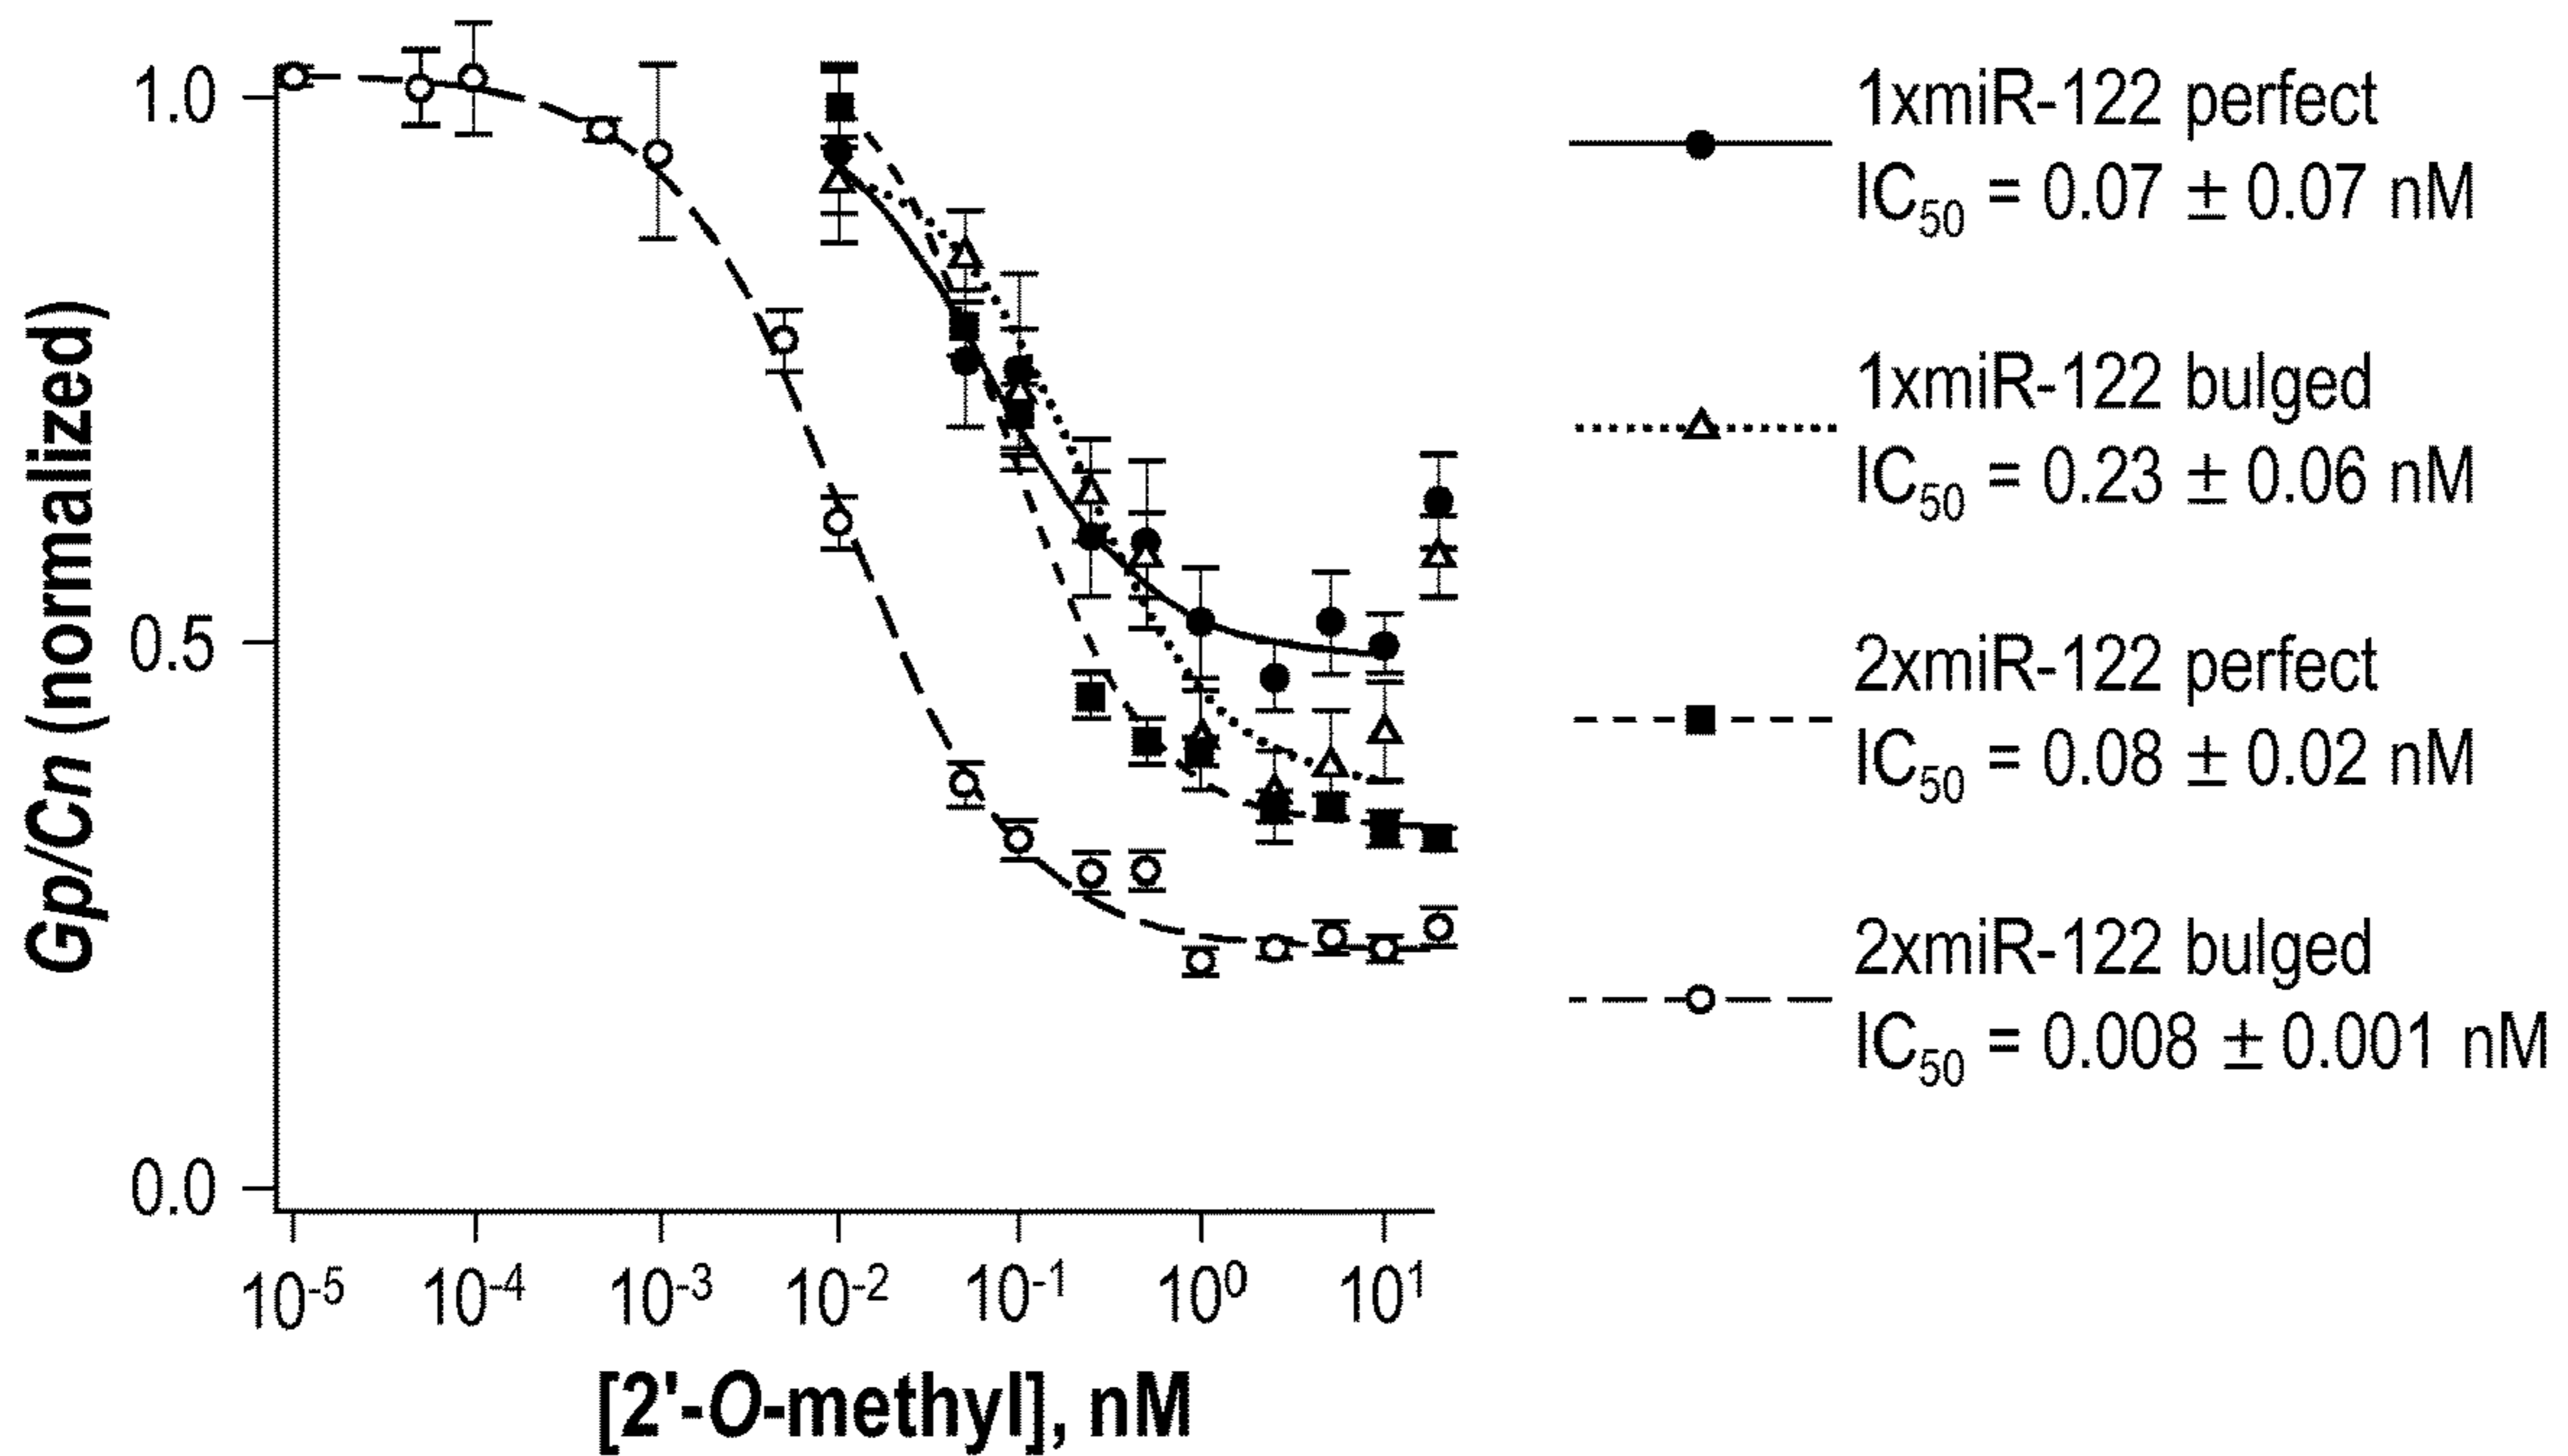 Gp/Cn (normalized)
1.0
0.5
0.0
10⁻⁵ 10⁻⁴ 10⁻³ 10⁻² 10⁻¹ 10⁰ 10¹
[2'-O-methyl], nM
1xmiR-122 perfect
IC₅₀ = 0.07 ± 0.07 nM
1xmiR-122 bulged
IC₅₀ = 0.23 ± 0.06 nM
2xmiR-122 perfect
IC₅₀ = 0.08 ± 0.02 nM
2xmiR-122 bulged
IC₅₀ = 0.008 ± 0.001 nM